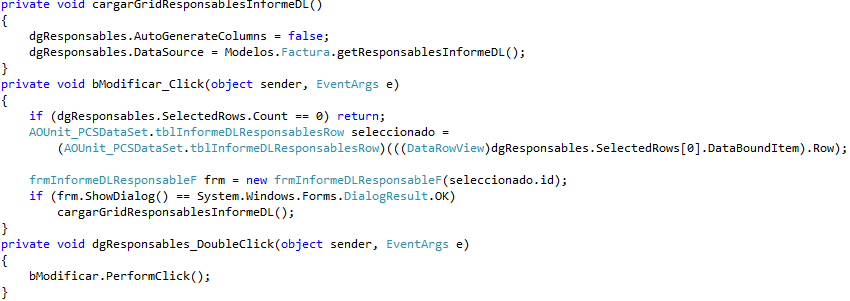 private void cargarGridResponsablesInformeDL()
{
    dgResponsables.AutoGenerateColumns = false;
    dgResponsables.DataSource = Modelos.Factura.getResponsablesInformeDL();
}
private void bModificar_Click(object sender, EventArgs e)
{
    if (dgResponsables.SelectedRows.Count == 0) return;
    AOUnit_PCSDataSet.tblInformeDLResponsablesRow seleccionado =
        (AOUnit_PCSDataSet.tblInformeDLResponsablesRow)(((DataRowView)dgResponsables.SelectedRows[0].DataBoundItem).Row);

    frmInformeDLResponsableF frm = new frmInformeDLResponsableF(seleccionado.id);
    if (frm.ShowDialog() == System.Windows.Forms.DialogResult.OK)
        cargarGridResponsablesInformeDL();
}
private void dgResponsables_DoubleClick(object sender, EventArgs e)
{
    bModificar.PerformClick();
}